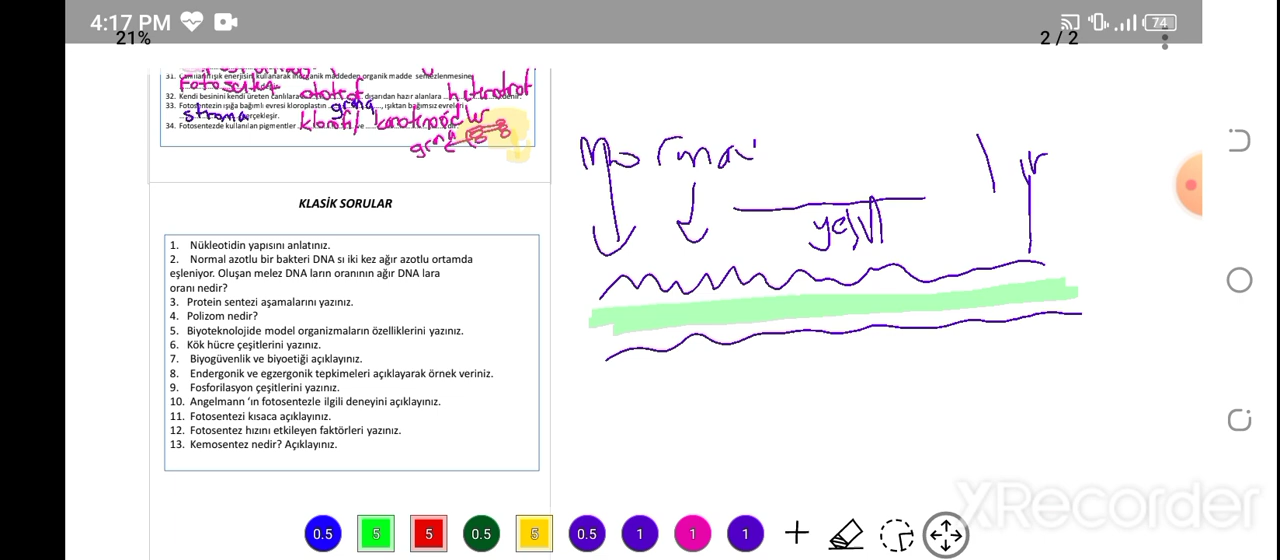 4:17 PM 74
21% 2 / 2
31. ışık enerjisini kullanarak inorganik maddeden organik madde sentezlenmesine
32. Kendi besinini kendi üreten canlılara ototrof dışarıdan hazır alanlara heterotrof
33. Fotosentezin ışığa bağımlı evresi kloroplastın grana, ışıktan bağımsız evreleri
stroma gerçekleşir.
34. Fotosentezde kullanılan pigmentler klorofil ve
grana
KLASİK SORULAR
1. Nükleotidin yapısını anlatınız.
2. Normal azotlu bir bakteri DNA sı iki kez ağır azotlu ortamda
eşleniyor. Oluşan melez DNA ların oranının ağır DNA lara
oranı nedir?
3. Protein sentezi aşamalarını yazınız.
4. Polizom nedir?
5. Biyoteknolojide model organizmaların özelliklerini yazınız.
6. Kök hücre çeşitlerini yazınız.
7. Biyogüvenlik ve biyoetiği açıklayınız.
8. Endergonik ve egzergonik tepkimeleri açıklayarak örnek veriniz.
9. Fosforilasyon çeşitlerini yazınız.
10. Angelmann ‘ın fotosentezle ilgili deneyini açıklayınız.
11. Fotosentezi kısaca açıklayınız.
12. Fotosentez hızını etkileyen faktörleri yazınız.
13. Kemosentez nedir? Açıklayınız.
0.5 5 5 0.5 5 0.5 1 1 1
XRecorder